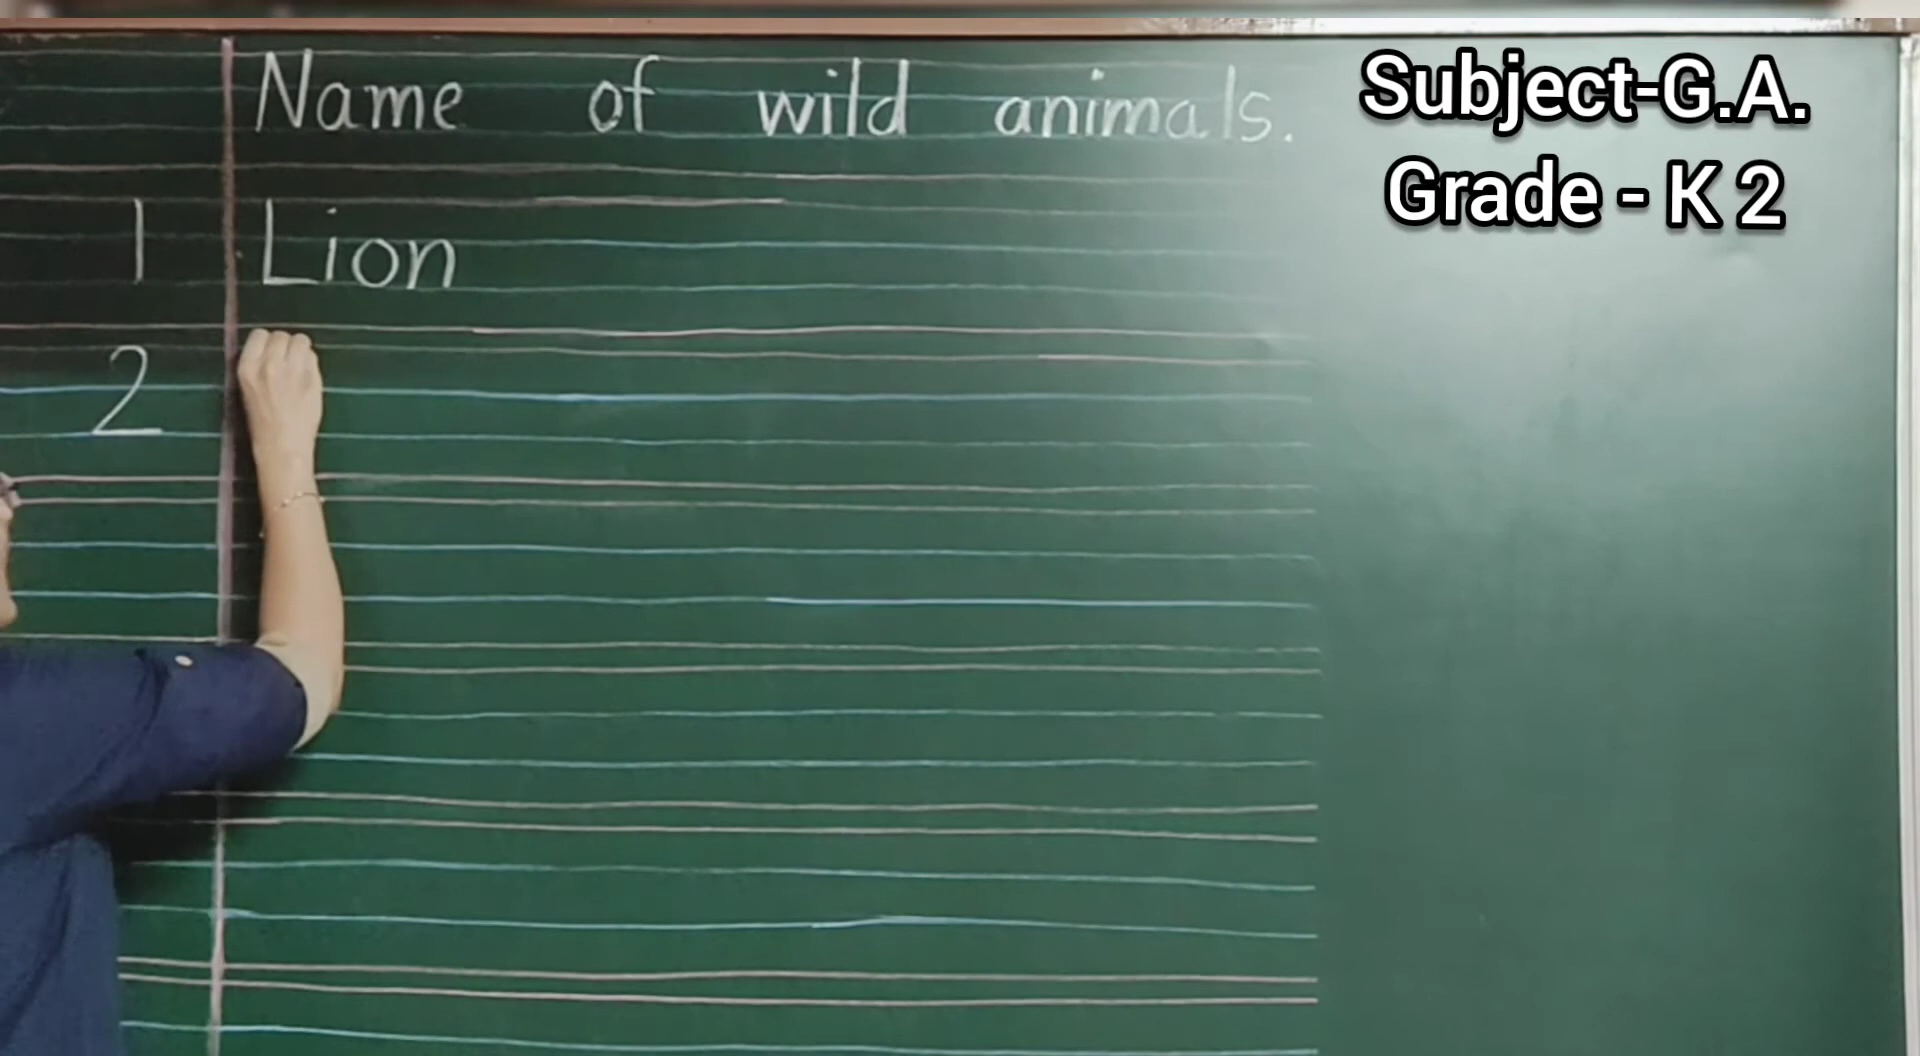 Name of wild animals.
1 Lion
2
Subject-G.A.
Grade - K 2